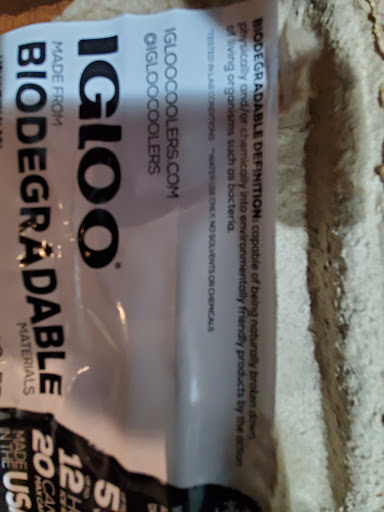 BIODEGRADABLE DEFINITION: capable of being naturally broken down
physically and/or chemically into environmentally friendly products by the action
of living organisms such as bacteria.
*TESTED IN LAB CONDITIONS **WATER USE ONLY. NO SOLVENTS OR CHEMICALS.
IGLOOCOOLERS.COM
@IGLOOCOOLERS
IGLOO®
MADE FROM
BIODEGRADABLE
MATERIALS
5
12 H
20 CAN
MADE
IN THE USA